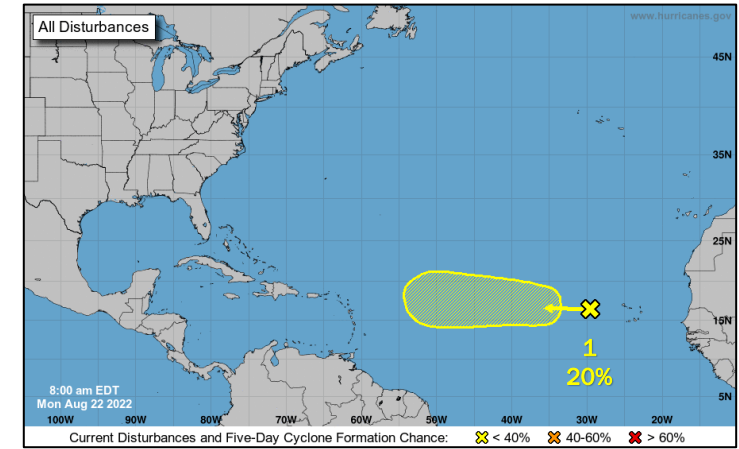 All Disturbances
www.hurricanes.gov
45N
35N
25N
15N
5N
1
20%
8:00 am EDT
Mon Aug 22 2022
100W 90W 80W 70W 60W 50W 40W 30W 20W
Current Disturbances and Five-Day Cyclone Formation Chance: < 40% 40-60% > 60%